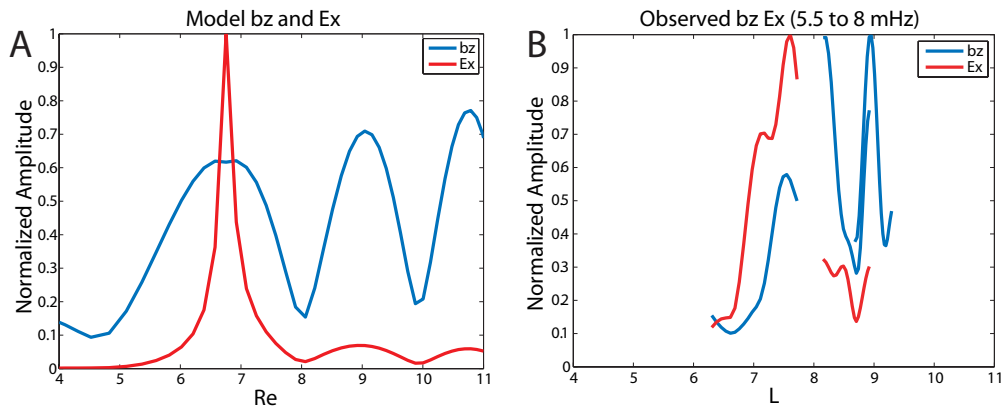 A
Model bz and Ex
bz
Ex
Normalized Amplitude
1
0.9
0.8
0.7
0.6
0.5
0.4
0.3
0.2
0.1
0
4 5 6 7 8 9 10 11
Re
B
Observed bz Ex (5.5 to 8 mHz)
bz
Ex
Normalized Amplitude
1
0.9
0.8
0.7
0.6
0.5
0.4
0.3
0.2
0.1
0
4 5 6 7 8 9 10 11
L